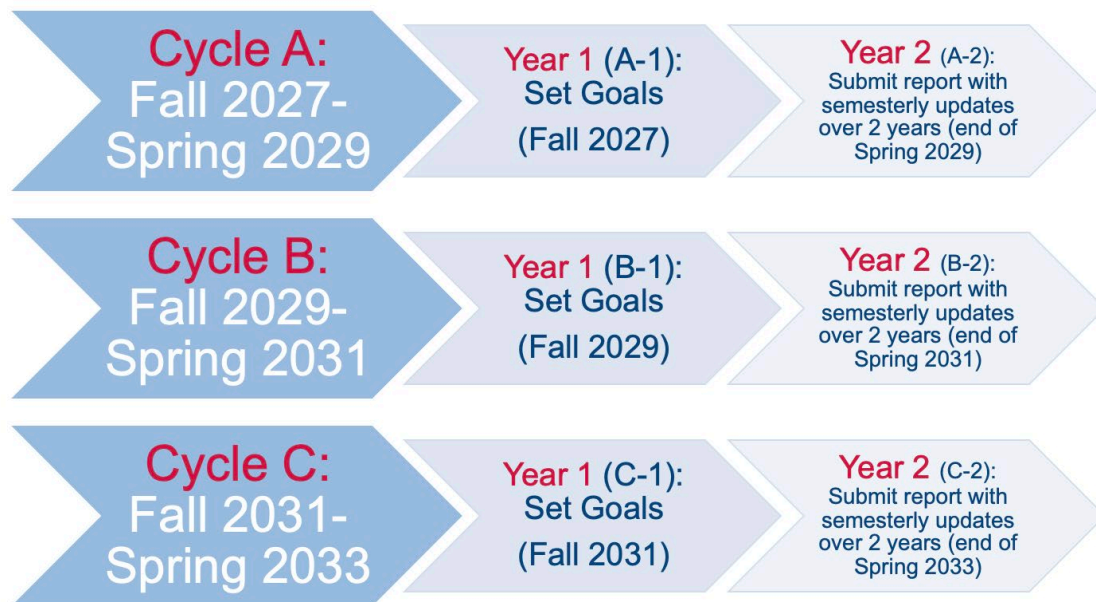 Cycle A:
Fall 2027-
Spring 2029
Year 1 (A-1):
Set Goals
(Fall 2027)
Year 2 (A-2):
Submit report with
semesterly updates
over 2 years (end of
Spring 2029)
Cycle B:
Fall 2029-
Spring 2031
Year 1 (B-1):
Set Goals
(Fall 2029)
Year 2 (B-2):
Submit report with
semesterly updates
over 2 years (end of
Spring 2031)
Cycle C:
Fall 2031-
Spring 2033
Year 1 (C-1):
Set Goals
(Fall 2031)
Year 2 (C-2):
Submit report with
semesterly updates
over 2 years (end of
Spring 2033)